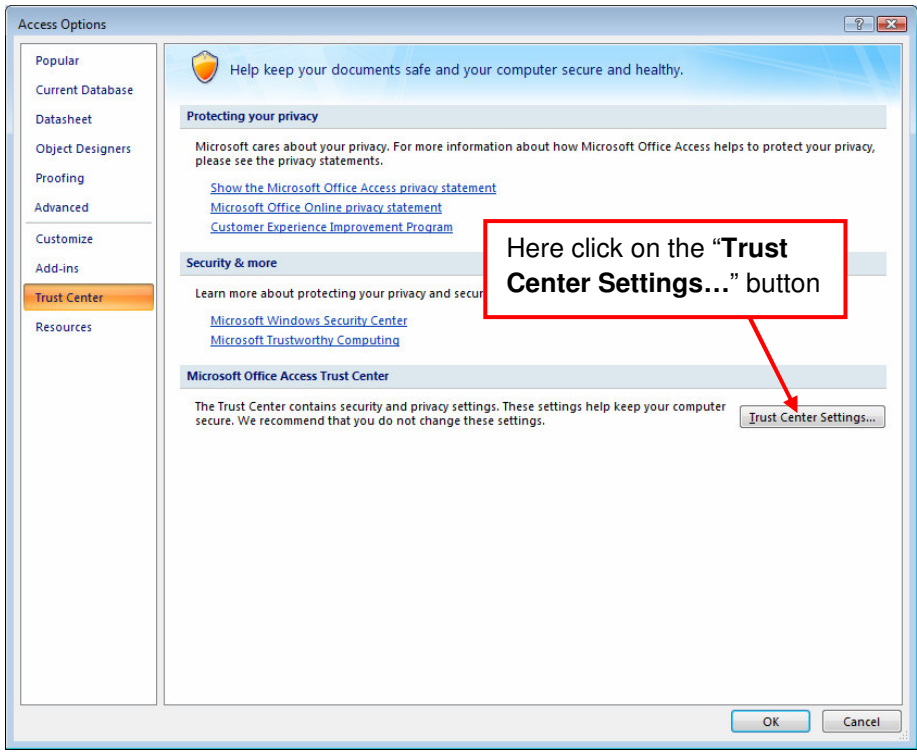 Access Options
Popular
Current Database
Datasheet
Object Designers
Proofing
Advanced
Customize
Add-ins
Trust Center
Resources
Help keep your documents safe and your computer secure and healthy.
Protecting your privacy
Microsoft cares about your privacy. For more information about how Microsoft Office Access helps to protect your privacy,
please see the privacy statements.
Show the Microsoft Office Access privacy statement
Microsoft Office Online privacy statement
Customer Experience Improvement Program
Here click on the “Trust
Center Settings…” button
Security & more
Learn more about protecting your privacy and secur
Microsoft Windows Security Center
Microsoft Trustworthy Computing
Microsoft Office Access Trust Center
The Trust Center contains security and privacy settings. These settings help keep your computer
secure. We recommend that you do not change these settings.
Trust Center Settings...
OK
Cancel